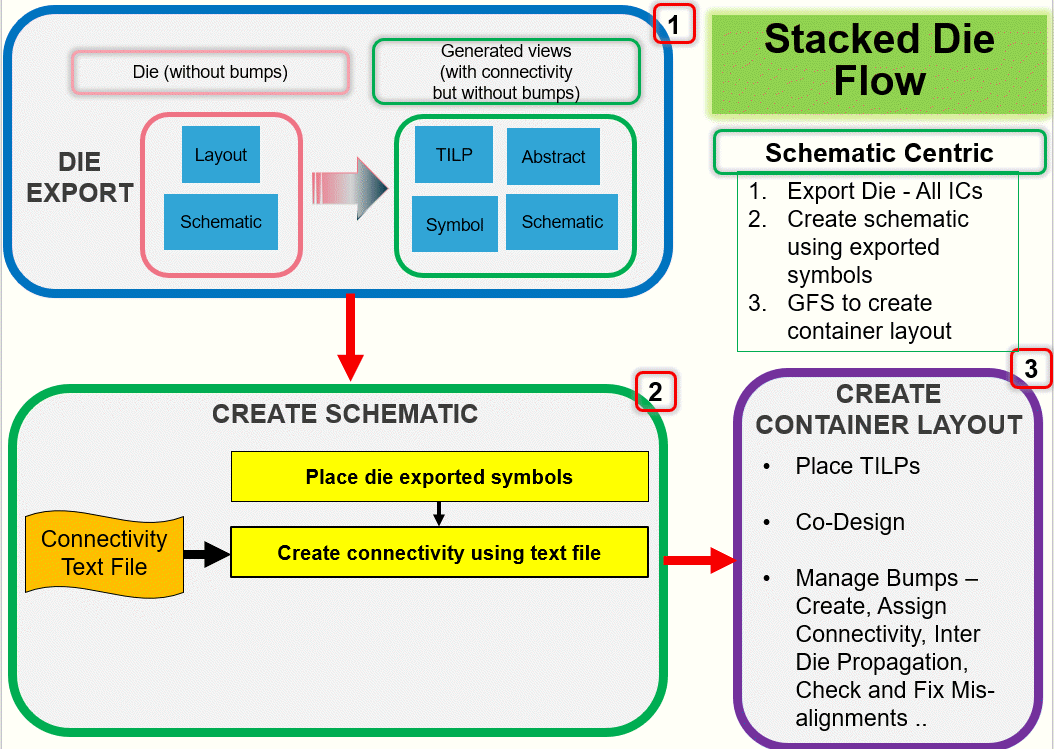 1
Stacked Die
Flow
Die (without bumps)
Generated views
(with connectivity
but without bumps)
DIE
EXPORT
Layout
Schematic
TILP
Abstract
Symbol
Schematic
Schematic Centric
1. Export Die - All ICs
2. Create schematic
using exported
symbols
3. GFS to create
container layout
2
CREATE SCHEMATIC
Place die exported symbols
Connectivity
Text File
Create connectivity using text file
3
CREATE
CONTAINER LAYOUT
• Place TILPs
• Co-Design
• Manage Bumps –
Create, Assign
Connectivity, Inter
Die Propagation,
Check and Fix Mis-
alignments ..